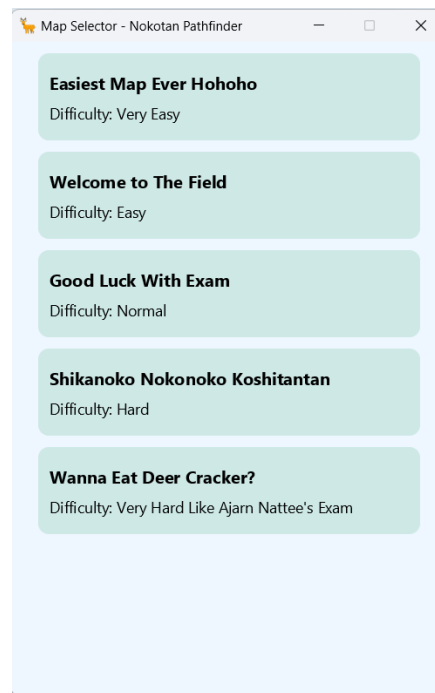 Map Selector - Nokotan Pathfinder
Easiest Map Ever Hohoho
Difficulty: Very Easy
Welcome to The Field
Difficulty: Easy
Good Luck With Exam
Difficulty: Normal
Shikanoko Nokonoko Koshitantan
Difficulty: Hard
Wanna Eat Deer Cracker?
Difficulty: Very Hard Like Ajarn Nattee's Exam